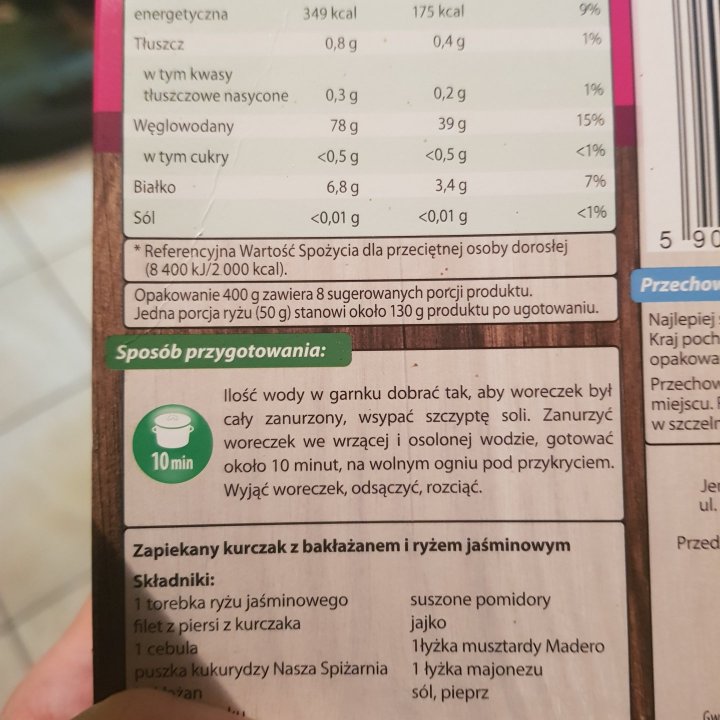 energetyczna 349 kcal 175 kcal 9%
Tłuszcz 0,8 g 0,4 g 1%
w tym kwasy
tłuszczowe nasycone 0,3 g 0,2 g 1%
Węglowodany 78 g 39 g 15%
w tym cukry <0,5 g <0,5 g <1%
Białko 6,8 g 3,4 g 7%
Sól <0,01 g <0,01 g <1%
* Referencyjna Wartość Spożycia dla przeciętnej osoby dorosłej
(8 400 kJ/2 000 kcal).
Opakowanie 400 g zawiera 8 sugerowanych porcji produktu.
Jedna porcja ryżu (50 g) stanowi około 130 g produktu po ugotowaniu.
Sposób przygotowania:
10 min
Ilość wody w garnku dobrać tak, aby woreczek był
cały zanurzony, wsypać szczyptę soli. Zanurzyć
woreczek we wrzącej i osolonej wodzie, gotować
około 10 minut, na wolnym ogniu pod przykryciem.
Wyjąć woreczek, odsączyć, rozciąć.
Zapiekany kurczak z bakłażanem i ryżem jaśminowym
Składniki:
1 torebka ryżu jaśminowego
filet z piersi z kurczaka
1 cebula
puszka kukurydzy Nasza Spiżarnia
suszone pomidory
jajko
1łyżka musztardy Madero
1 łyżka majonezu
sól, pieprz
5 90
Przechow
Najlepiej
Kraj poch
opakowa
Przechow
miejscu.
w szczeln
ul.
Przed